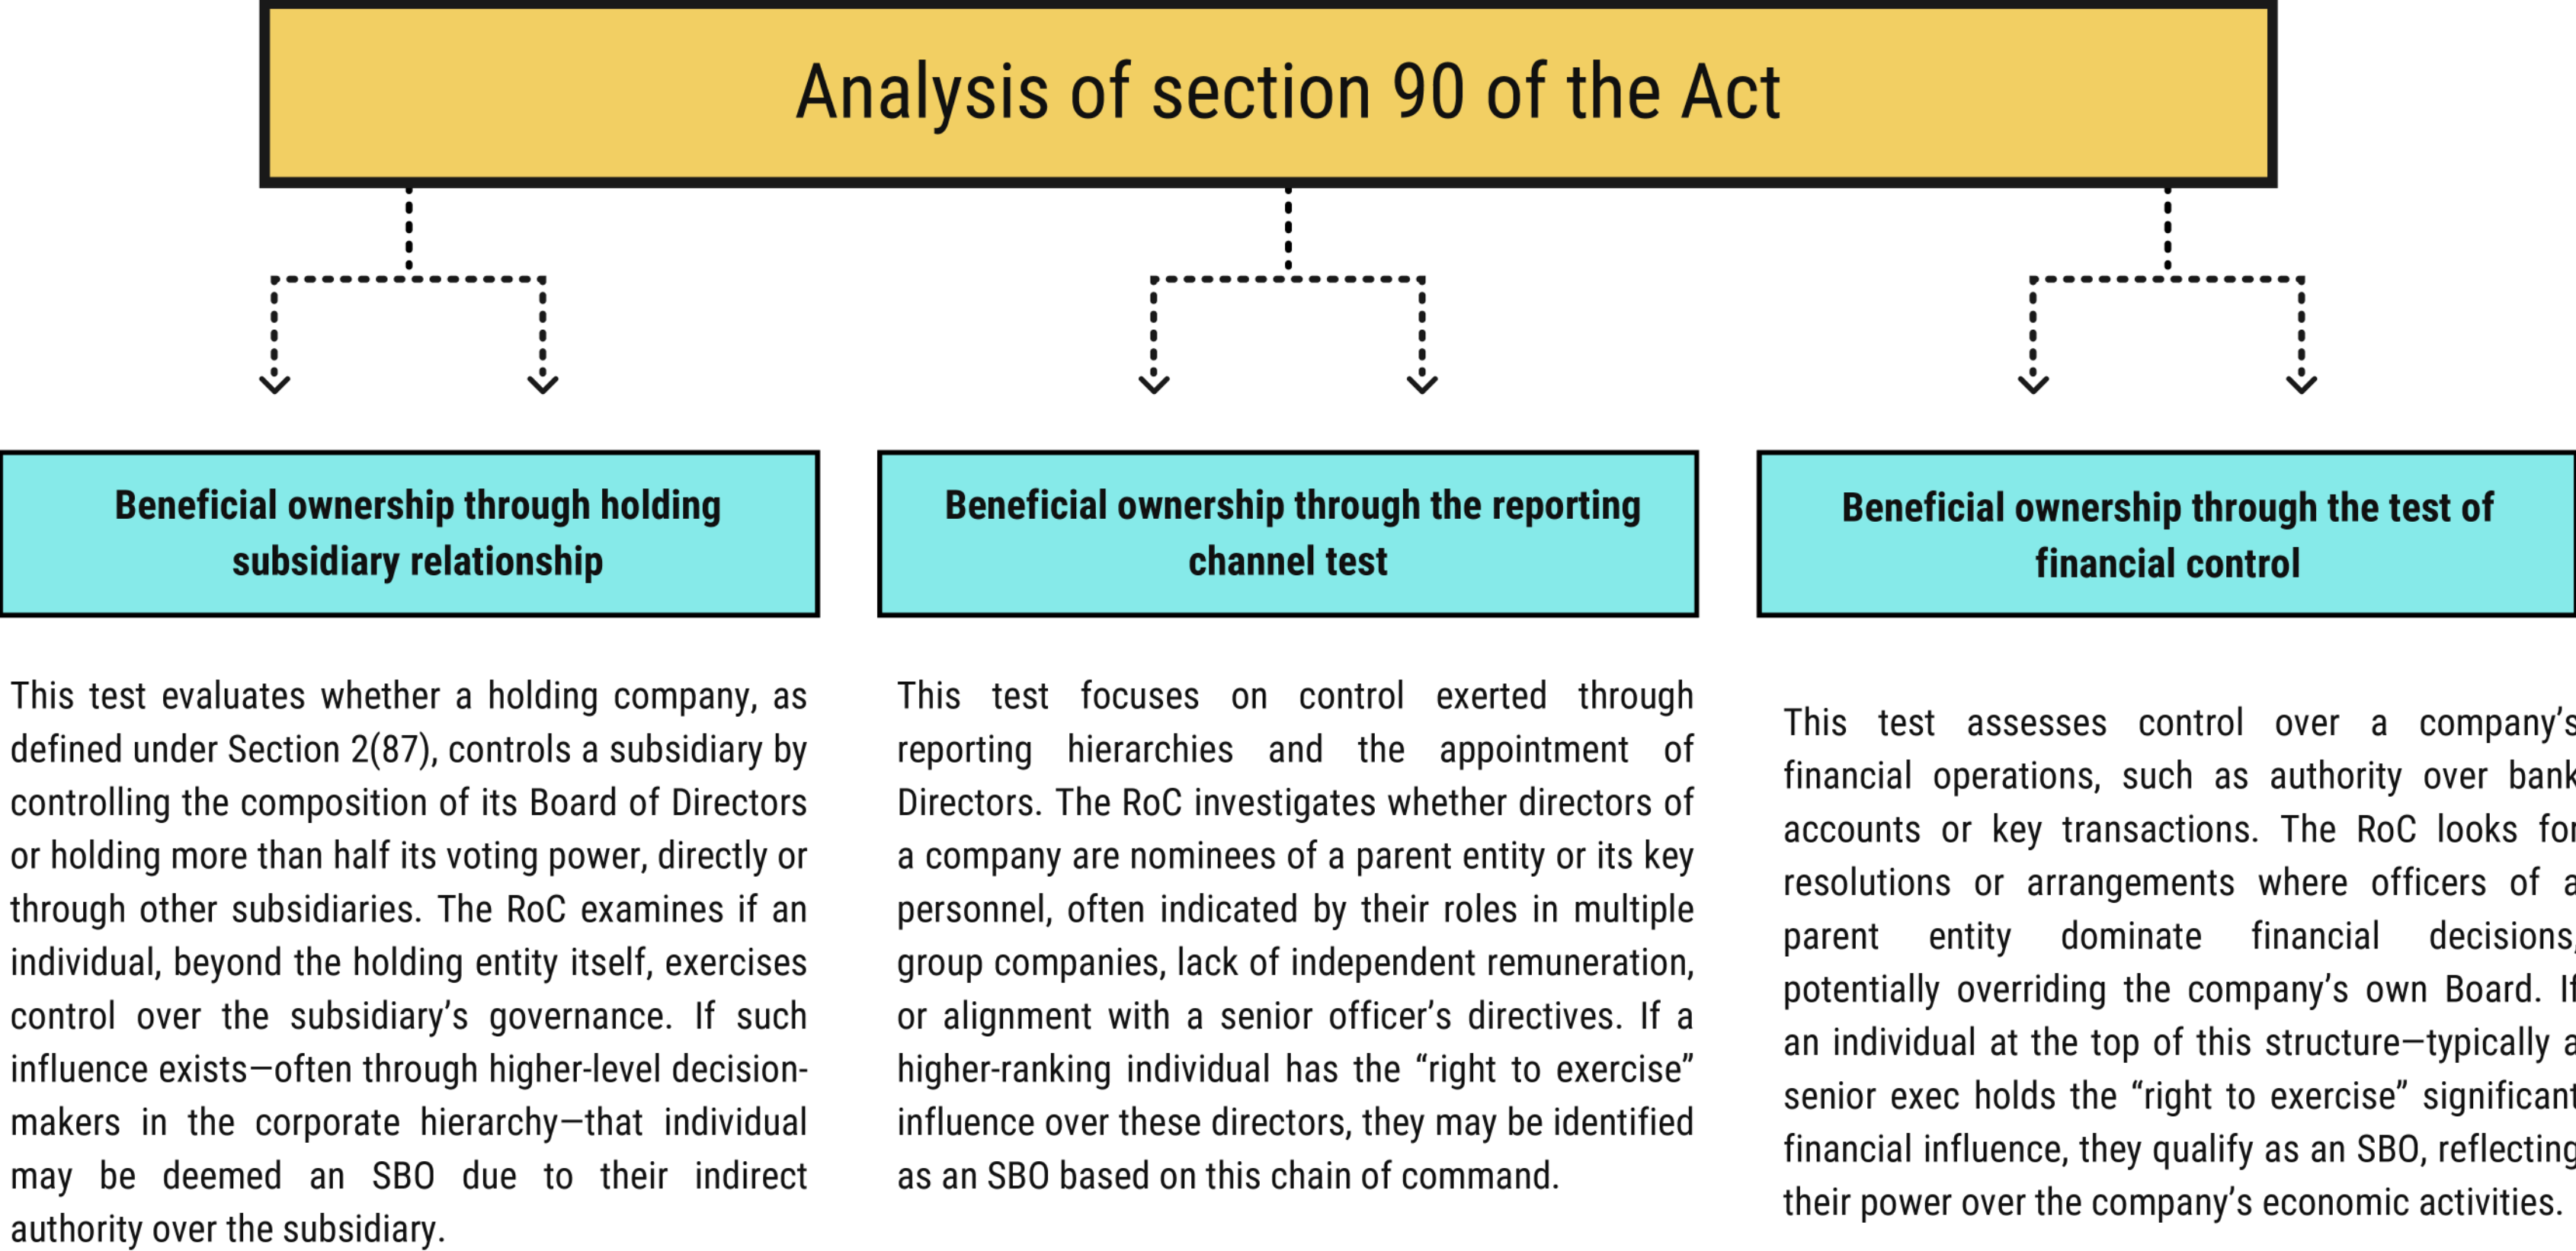 Analysis of section 90 of the Act
Beneficial ownership through holding
subsidiary relationship
This test evaluates whether a holding company, as
defined under Section 2(87), controls a subsidiary by
controlling the composition of its Board of Directors
or holding more than half its voting power, directly or
through other subsidiaries. The RoC examines if an
individual, beyond the holding entity itself, exercises
control over the subsidiary’s governance. If such
influence exists—often through higher-level decision-
makers in the corporate hierarchy—that individual
may be deemed an SBO due to their indirect
authority over the subsidiary.
Beneficial ownership through the reporting
channel test
This test focuses on control exerted through
reporting hierarchies and the appointment of
Directors. The RoC investigates whether directors of
a company are nominees of a parent entity or its key
personnel, often indicated by their roles in multiple
group companies, lack of independent remuneration,
or alignment with a senior officer’s directives. If a
higher-ranking individual has the “right to exercise”
influence over these directors, they may be identified
as an SBO based on this chain of command.
Beneficial ownership through the test of
financial control
This test assesses control over a company’s
financial operations, such as authority over bank
accounts or key transactions. The RoC looks for
resolutions or arrangements where officers of a
parent entity dominate financial decisions,
potentially overriding the company’s own Board. If
an individual at the top of this structure—typically a
senior exec holds the “right to exercise” significant
financial influence, they qualify as an SBO, reflecting
their power over the company’s economic activities.